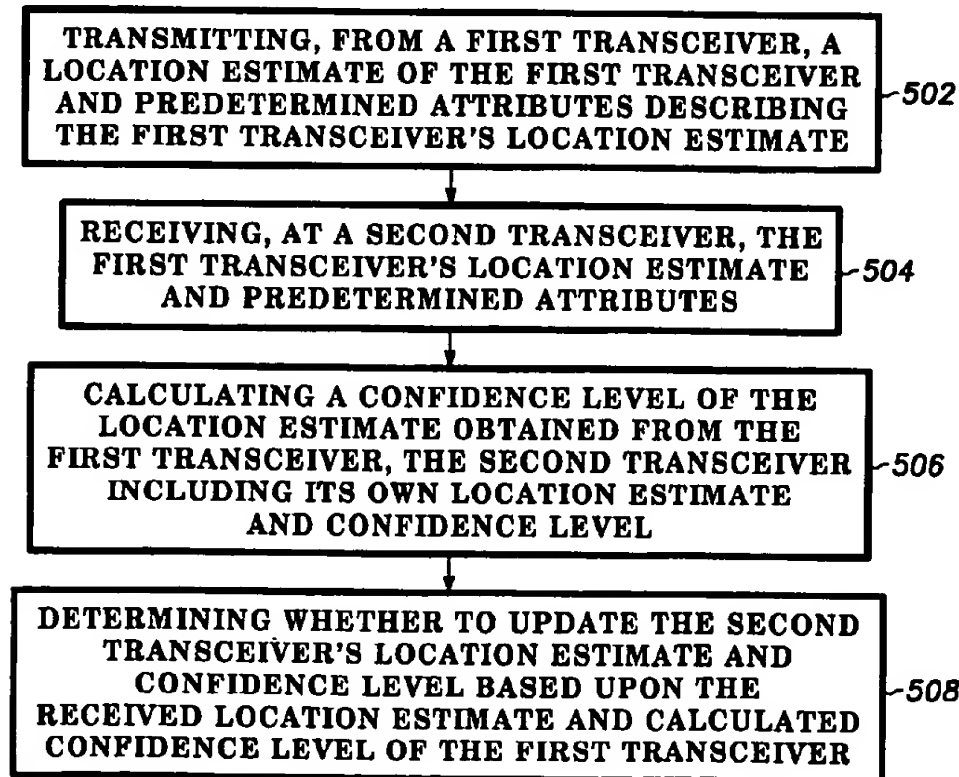 TRANSMITTING, FROM A FIRST TRANSCEIVER, A
LOCATION ESTIMATE OF THE FIRST TRANSCEIVER
AND PREDETERMINED ATTRIBUTES DESCRIBING
THE FIRST TRANSCEIVER'S LOCATION ESTIMATE
502
RECEIVING, AT A SECOND TRANSCEIVER, THE
FIRST TRANSCEIVER'S LOCATION ESTIMATE
AND PREDETERMINED ATTRIBUTES
504
CALCULATING A CONFIDENCE LEVEL OF THE
LOCATION ESTIMATE OBTAINED FROM THE
FIRST TRANSCEIVER, THE SECOND TRANSCEIVER
INCLUDING ITS OWN LOCATION ESTIMATE
AND CONFIDENCE LEVEL
506
DETERMINING WHETHER TO UPDATE THE SECOND
TRANSCEIVER'S LOCATION ESTIMATE AND
CONFIDENCE LEVEL BASED UPON THE
RECEIVED LOCATION ESTIMATE AND CALCULATED
CONFIDENCE LEVEL OF THE FIRST TRANSCEIVER
508